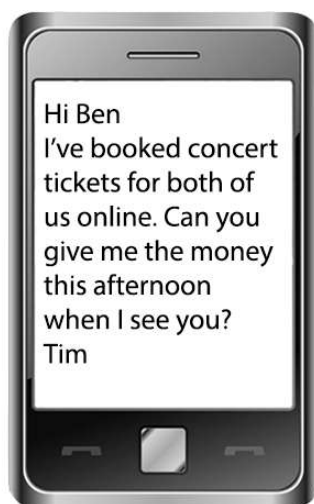 Hi Ben
I've booked concert
tickets for both of
us online. Can you
give me the money
this afternoon
when I see you?
Tim